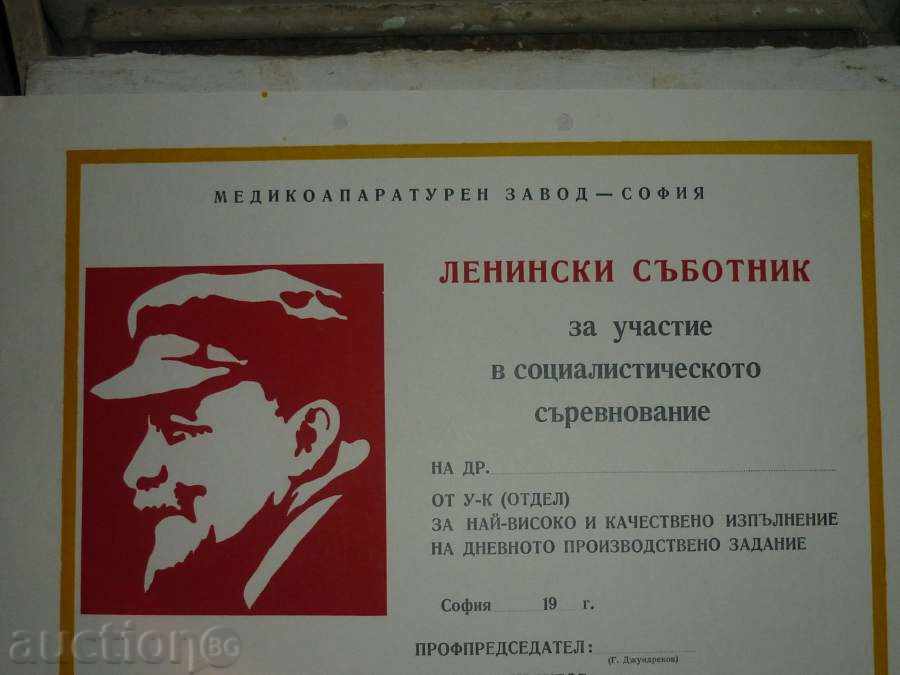 МЕДИКОАПАРАТУРЕН ЗАВОД — СОФИЯ
ЛЕНИНСКИ СЪБОТНИК
за участие
в социалистическото
съревнование
НА ДР.
ОТ У-К (ОТДЕЛ)
ЗА НАЙ-ВИСОКО И КАЧЕСТВЕНО ИЗПЪЛНЕНИЕ
НА ДНЕВНОТО ПРОИЗВОДСТВЕНО ЗАДАНИЕ
София 19 г.
ПРОФПРЕДСЕДАТЕЛ:
(Г. Джундреков)
auction BG